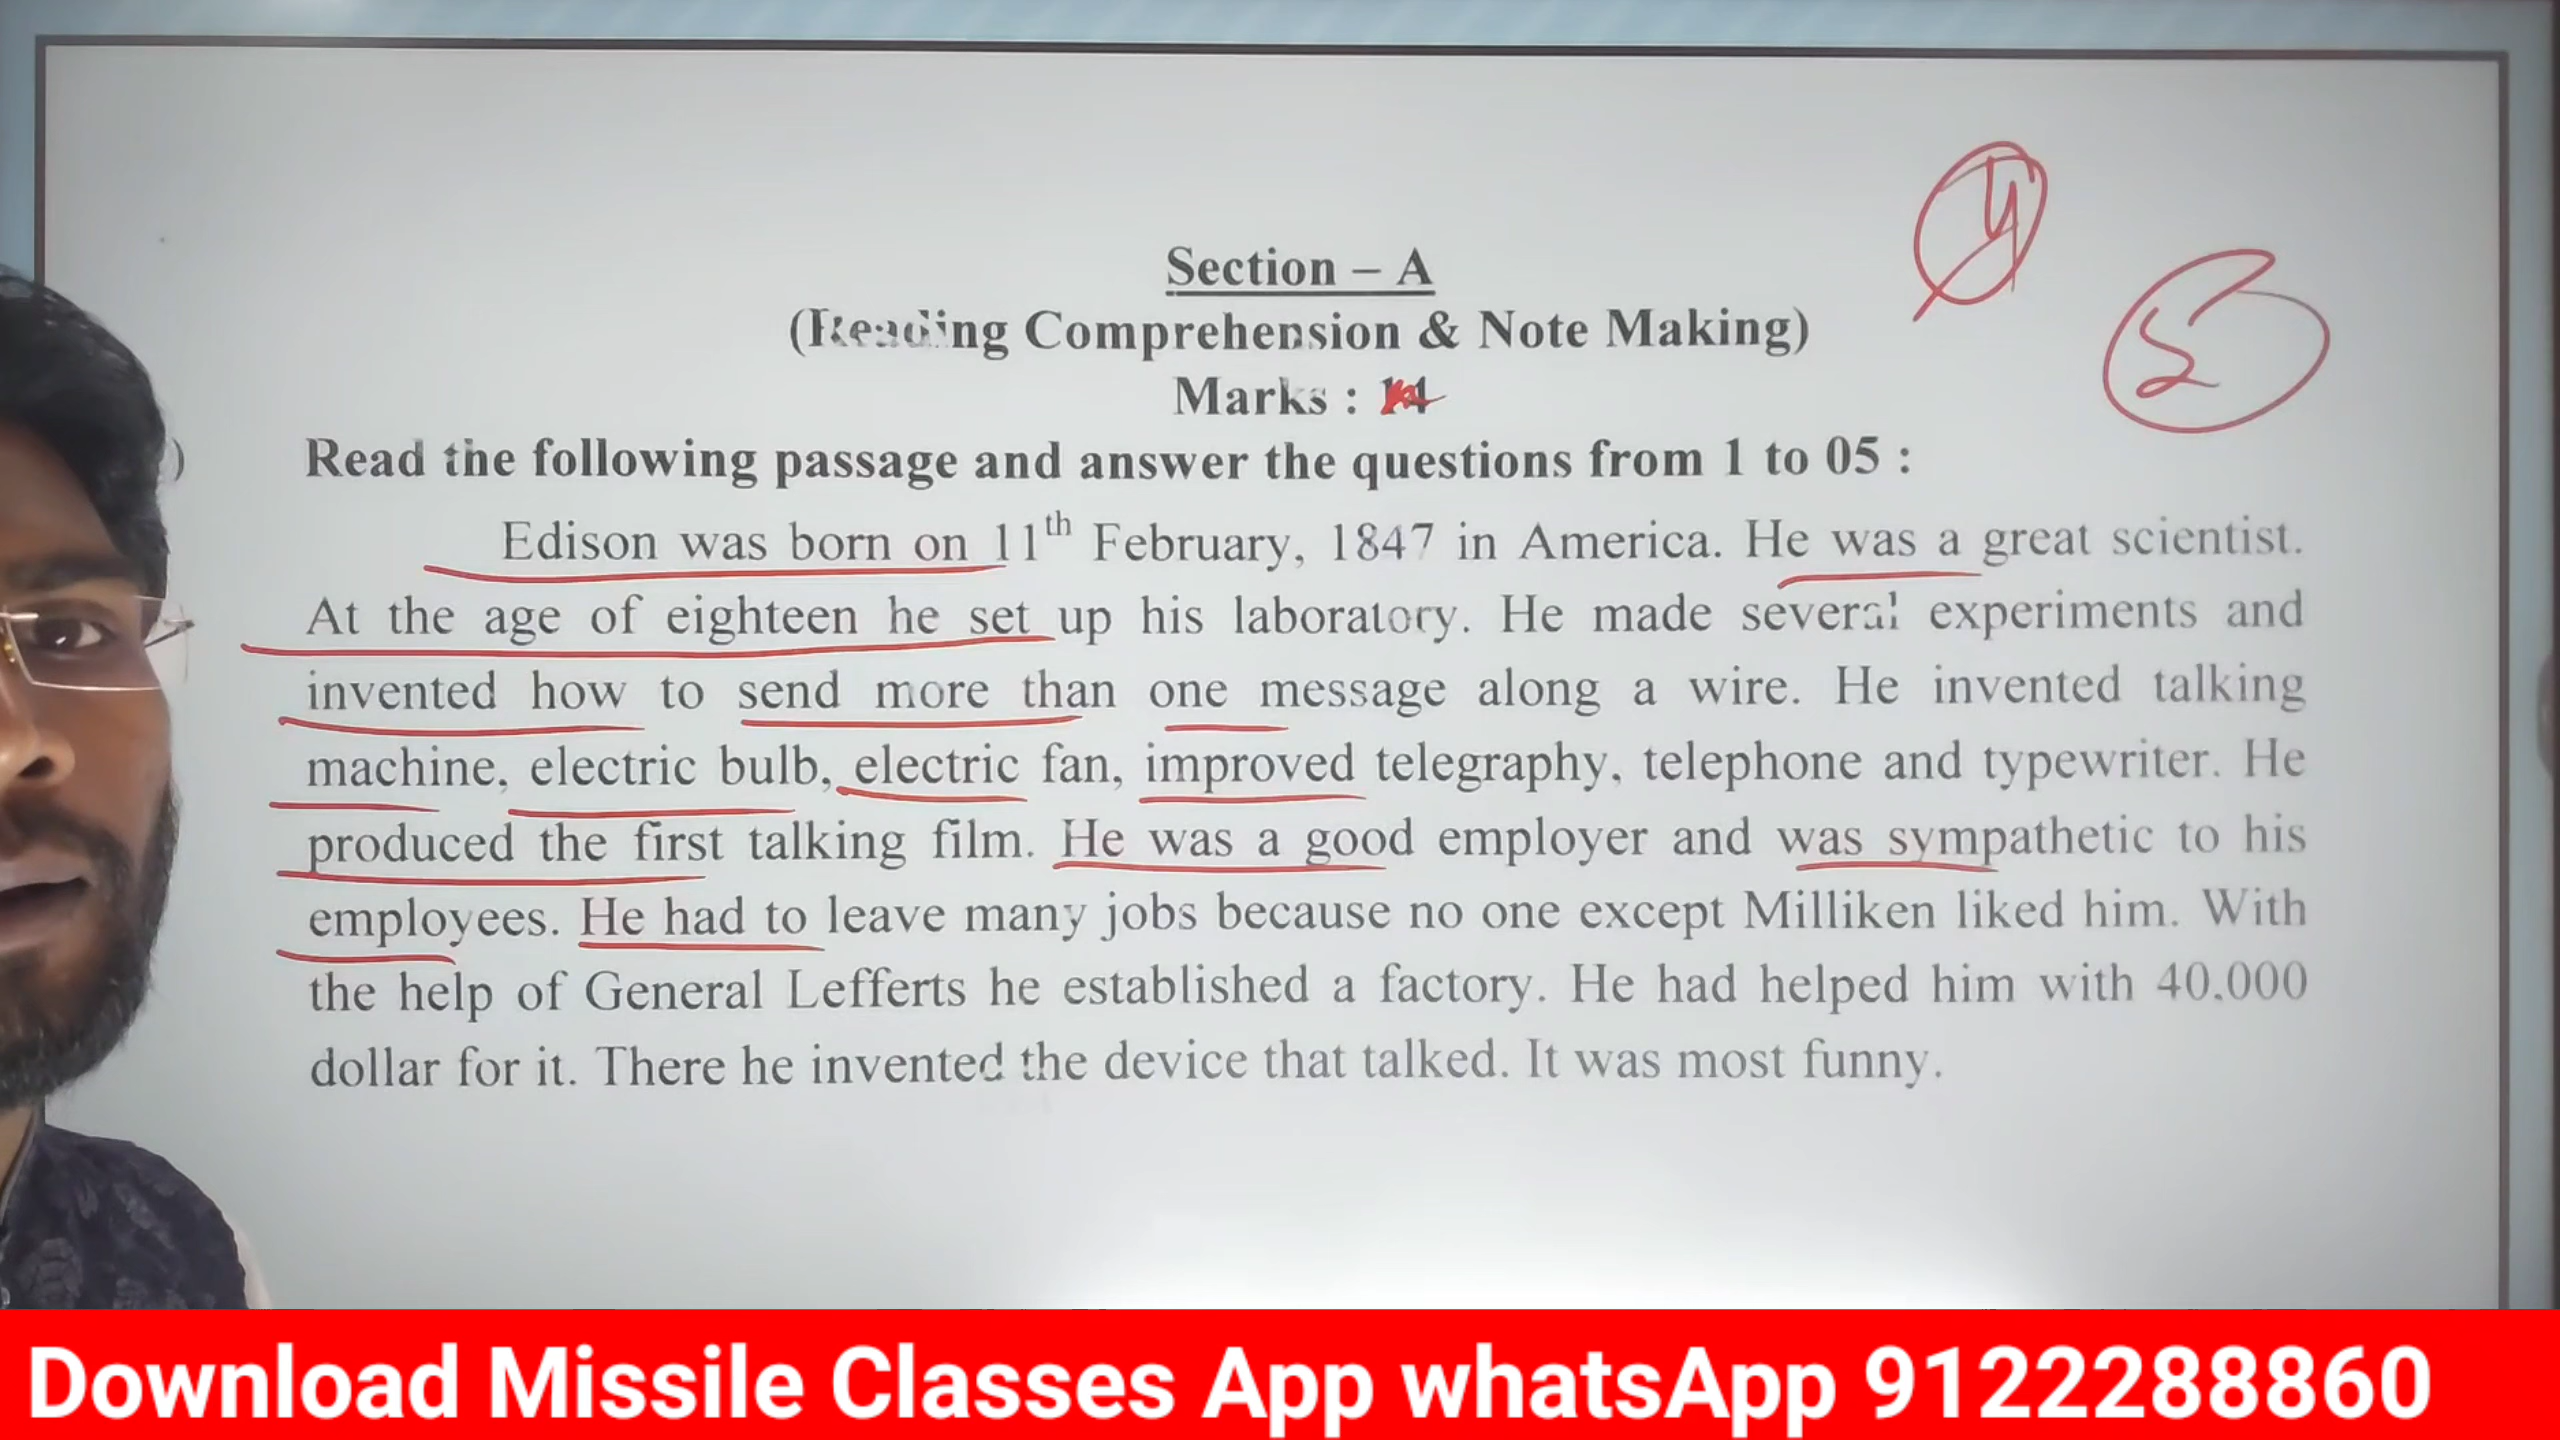 Section – A
(Reading Comprehension & Note Making)
Marks :
) Read the following passage and answer the questions from 1 to 05 :
Edison was born on 11th February, 1847 in America. He was a great scientist.
At the age of eighteen he set up his laboratory. He made several experiments and
invented how to send more than one message along a wire. He invented talking
machine, electric bulb, electric fan, improved telegraphy, telephone and typewriter. He
produced the first talking film. He was a good employer and was sympathetic to his
employees. He had to leave many jobs because no one except Milliken liked him. With
the help of General Lefferts he established a factory. He had helped him with 40,000
dollar for it. There he invented the device that talked. It was most funny.
Download Missile Classes App whatsApp 9122288860